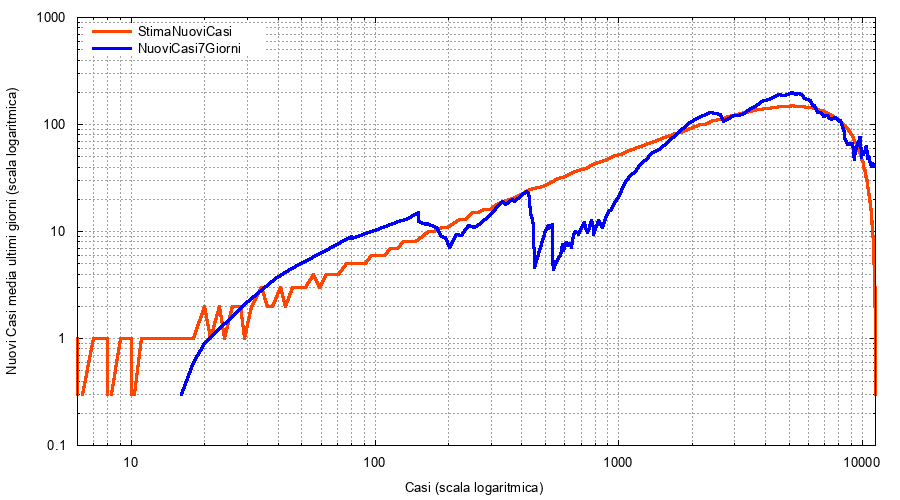 1000
StimaNuoviCasi
NuoviCasi7Giorni
100
10
1
0.1
Nuovi Casi media ultimi giorni (scala logaritmica)
10 100 1000 10000
Casi (scala logaritmica)